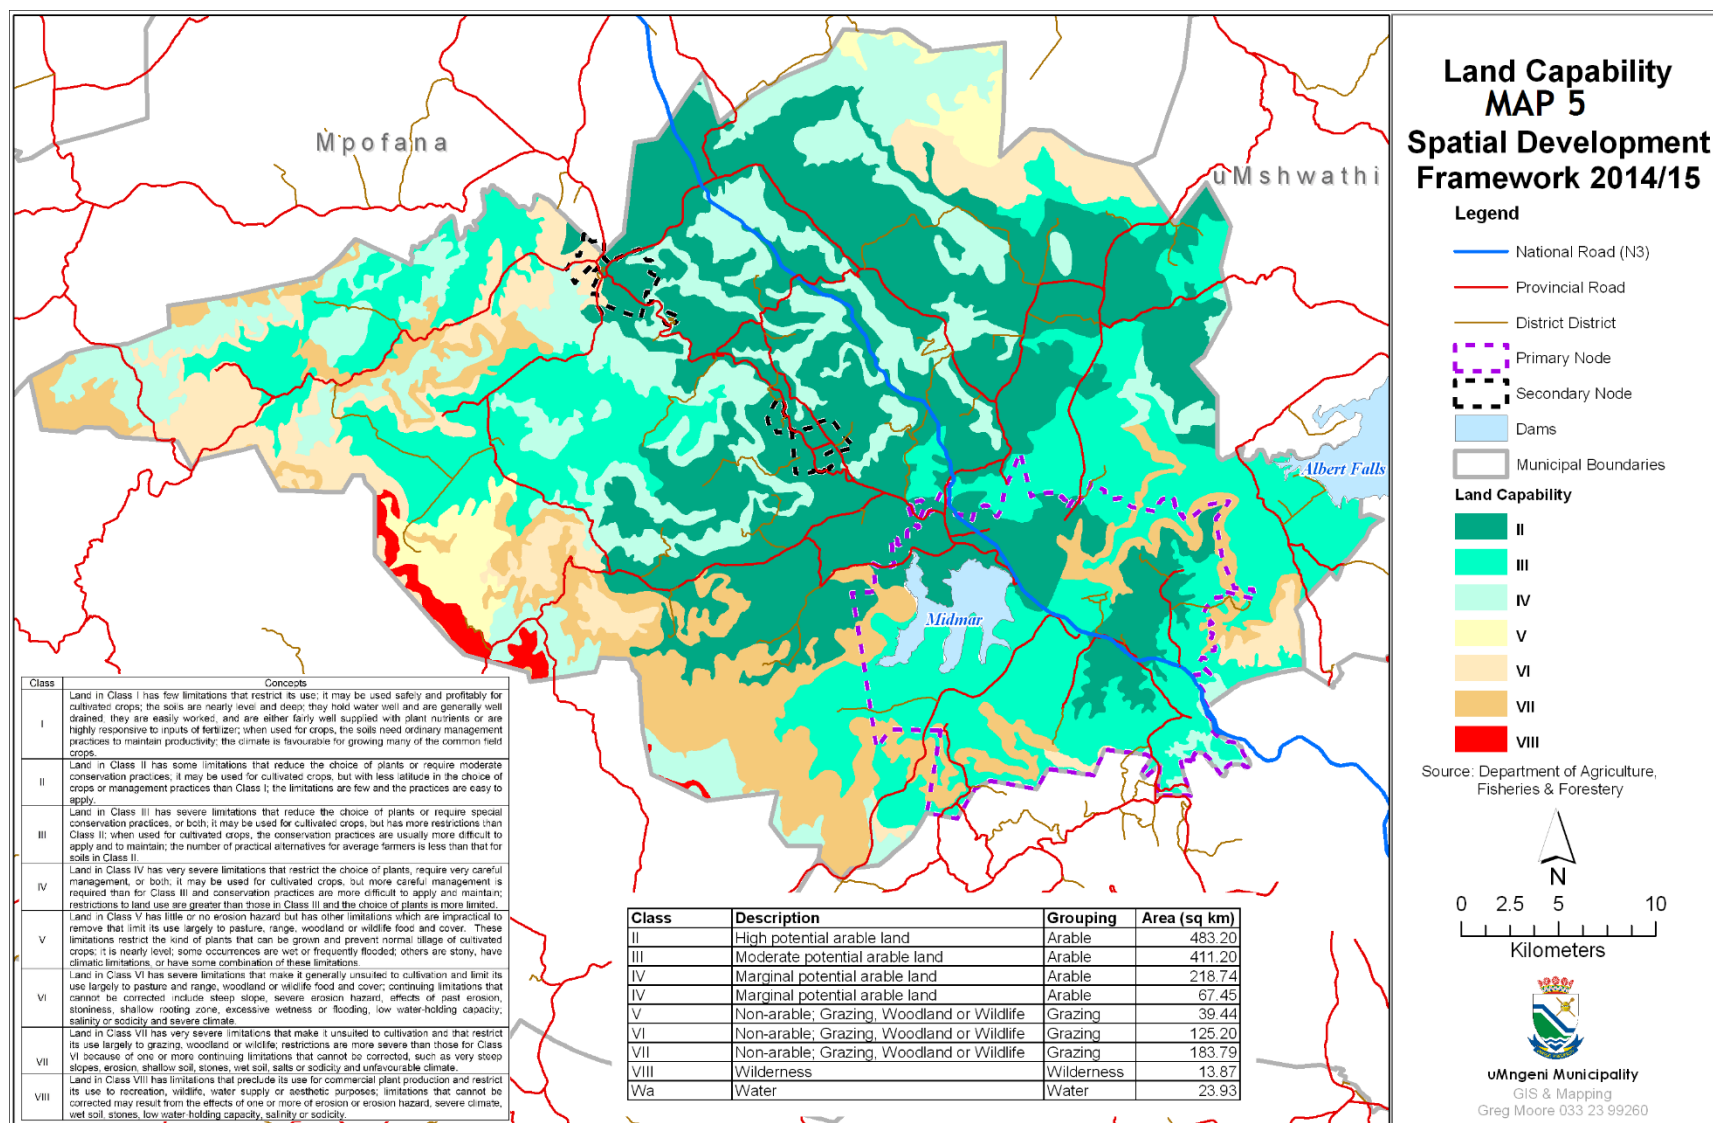 Land Capability
MAP 5
Spatial Development
Framework 2014/15
Legend
National Road (N3)
Provincial Road
District District
Primary Node
Secondary Node
Dams
Municipal Boundaries
Land Capability
II
III
IV
V
VI
VII
VIII
Source: Department of Agriculture,
Fisheries & Forestery
N
0 2.5 5 10
Kilometers
uMngeni Municipality
GIS & Mapping
Greg Moore 033 23 99260
Mpofana
uMshwathi
Albert Falls
Midmar
Class Concepts
I
Land in Class I has few limitations that restrict its use; it may be used safely and profitably for
cultivated crops; the soils are nearly level and deep; they hold water well and are generally well
drained; they are easily worked, and are either fairly well supplied with plant nutrients or are
highly responsive to inputs of fertilizer; when used for crops, the soils need ordinary management
practices to maintain productivity; the climate is favourable for growing many of the common field
crops.
II
Land in Class II has some limitations that reduce the choice of plants or require moderate
conservation practices; it may be used for cultivated crops, but with less latitude in the choice of
crops or management practices than Class I; the limitations are few and the practices are easy to
apply.
III
Land in Class III has severe limitations that reduce the choice of plants or require special
conservation practices, or both; it may be used for cultivated crops, but has more restrictions than
Class II; when used for cultivated crops, the conservation practices are usually more difficult to
apply and to maintain; the number of practical alternatives for average farmers is less than that for
soils in Class II.
IV
Land in Class IV has very severe limitations that restrict the choice of plants, require very careful
management, or both; it may be used for cultivated crops, but more careful management is
required than for Class III and conservation practices are more difficult to apply and maintain;
restrictions to land use are greater than those in Class III and the choice of plants is more limited.
V
Land in Class V has little or no erosion hazard but has other limitations which are impractical to
remove that limit its use largely to pasture, range, woodland or wildlife food and cover. These
limitations restrict the kind of plants that can be grown and prevent normal tillage of cultivated
crops; it is nearly level; some occurrences are wet or frequently flooded; others are stony, have
climatic limitations, or have some combination of these limitations.
VI
Land in Class VI has severe limitations that make it generally unsuited to cultivation and limit its
use largely to pasture and range, woodland or wildlife food and cover; continuing limitations that
cannot be corrected include steep slope, severe erosion hazard, effects of past erosion,
stoniness, shallow rooting zone, excessive wetness or flooding, low water-holding capacity;
salinity or sodicity and severe climate.
VII
Land in Class VII has very severe limitations that make it unsuited to cultivation and that restrict
its use largely to grazing, woodland or wildlife; restrictions are more severe than those for Class
VI because of one or more continuing limitations that cannot be corrected, such as very steep
slopes, erosion, shallow soil, stones, wet soil, salts or sodicity and unfavourable climate.
VIII
Land in Class VIII has limitations that preclude its use for commercial plant production and restrict
its use to recreation, wildlife, water supply or aesthetic purposes; limitations that cannot be
corrected may result from the effects of one or more of erosion or erosion hazard, severe climate,
wet soil, stones, low water-holding capacity, salinity or sodicity.
Class Description Grouping Area (sq km)
II High potential arable land Arable 483.20
III Moderate potential arable land Arable 411.20
IV Marginal potential arable land Arable 218.74
IV Marginal potential arable land Arable 67.45
V Non-arable; Grazing, Woodland or Wildlife Grazing 39.44
VI Non-arable; Grazing, Woodland or Wildlife Grazing 125.20
VII Non-arable; Grazing, Woodland or Wildlife Grazing 183.79
VIII Wilderness Wilderness 13.87
Wa Water Water 23.93